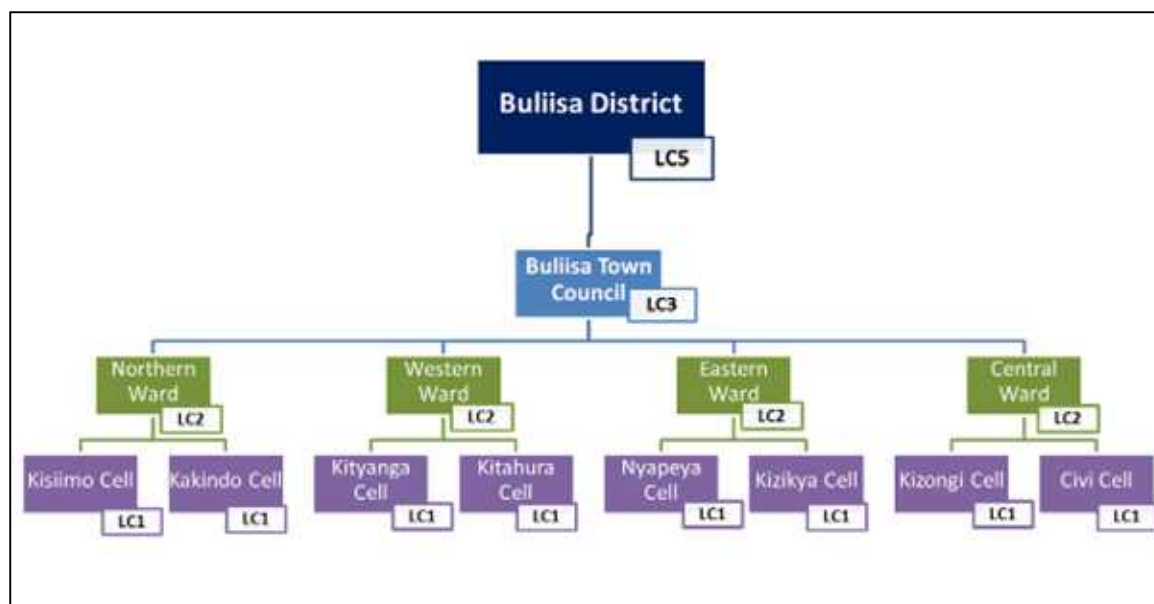 Buliisa District
LC5
Buliisa Town
Council
LC3
Northern
Ward
LC2
Western
Ward
LC2
Eastern
Ward
LC2
Central
Ward
LC2
Kisiimo Cell
LC1
Kakindo Cell
LC1
Kityanga
Cell
LC1
Kitahura
Cell
LC1
Nyapeya
Cell
LC1
Kizikya Cell
LC1
Kizongi Cell
LC1
Civi Cell
LC1